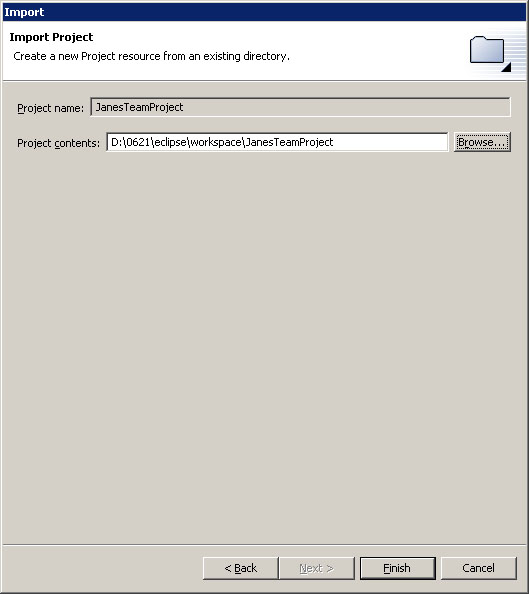 Import
Import Project
Create a new Project resource from an existing directory.
Project name: JanesTeamProject
Project contents: D:\0621\eclipse\workspace\JanesTeamProject Browse...
< Back Next > Finish Cancel